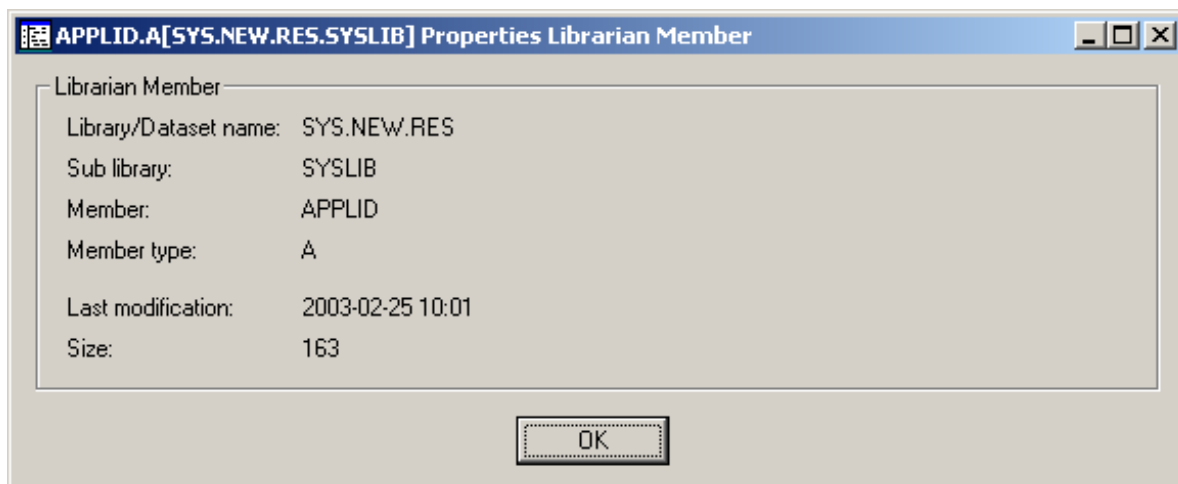 APPLID.A[SYS.NEW.RES.SYSLIB] Properties Librarian Member
Librarian Member
Library/Dataset name: SYS.NEW.RES
Sub library: SYSLIB
Member: APPLID
Member type: A
Last modification: 2003-02-25 10:01
Size: 163
OK